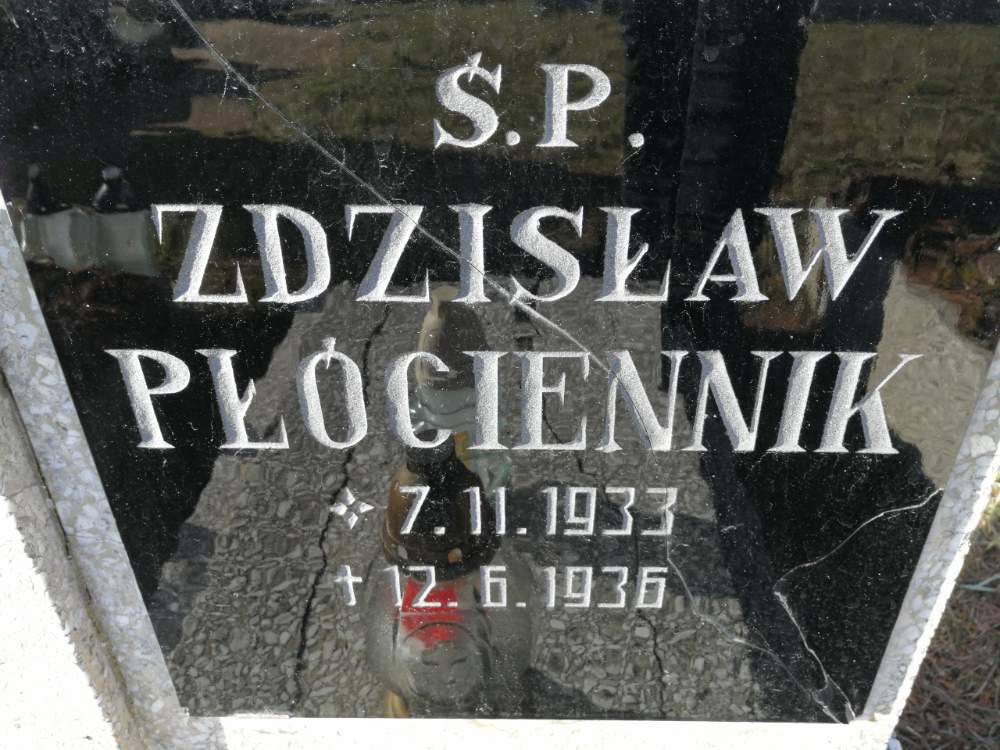 Ś.P.
ZDZISŁAW
PŁÓCIENNIK
7.11.1933
† 12.6.1936